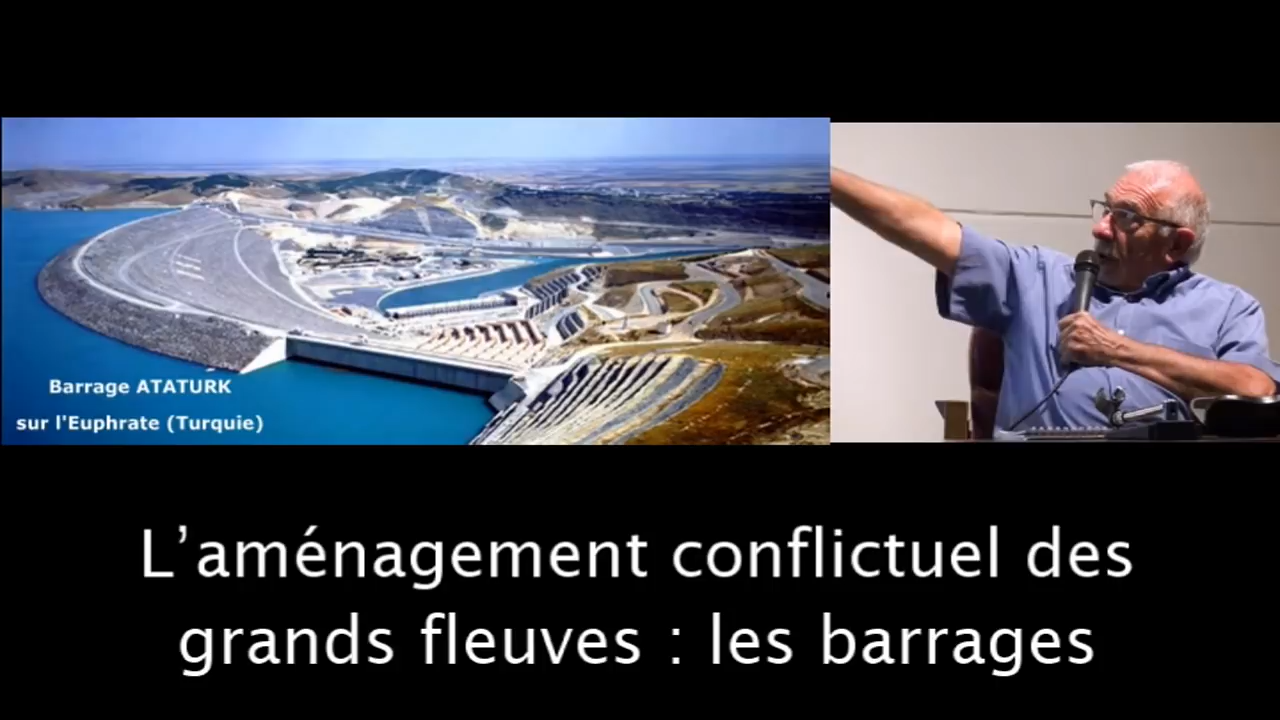 Barrage ATATURK
sur l'Euphrate (Turquie)
L’aménagement conflictuel des
grands fleuves : les barrages